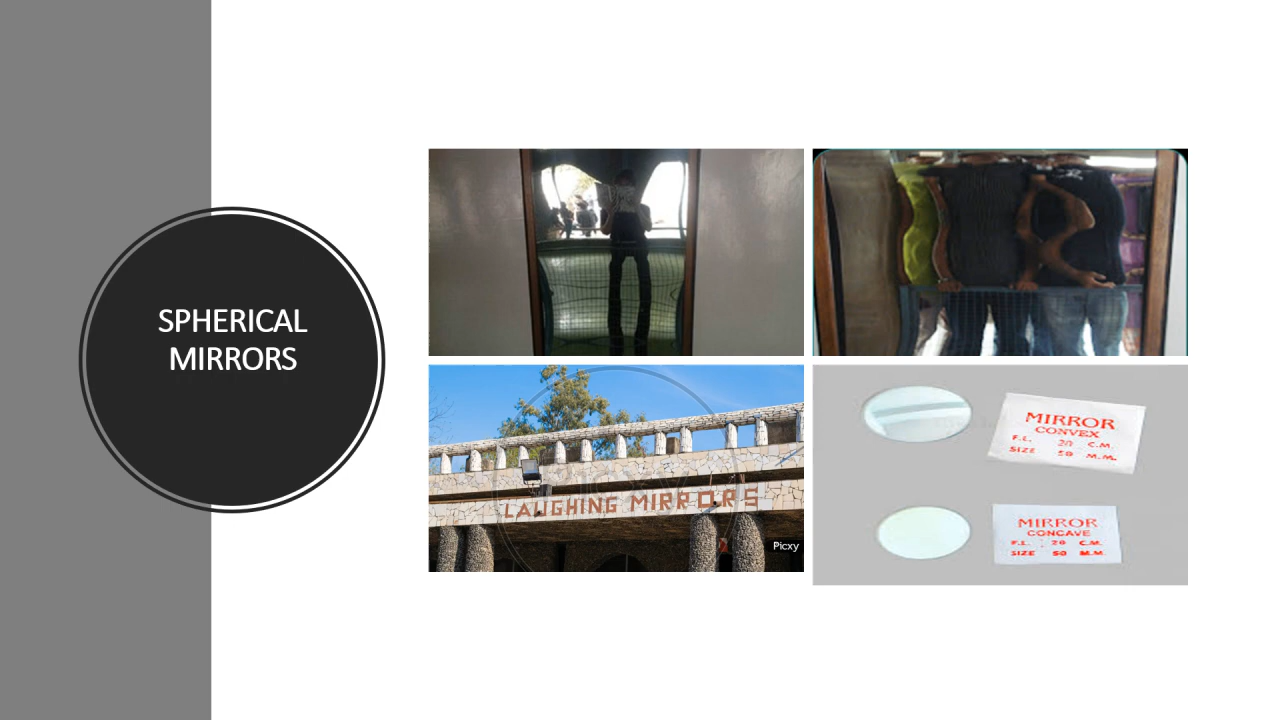 SPHERICAL
MIRRORS
LAUGHING MIRRORS
Picxy
MIRROR
CONVEX
F.L. 20 C.M.
SIZE 50 M.M.
MIRROR
CONCAVE
F.L. 20 C.M.
SIZE 50 M.M.